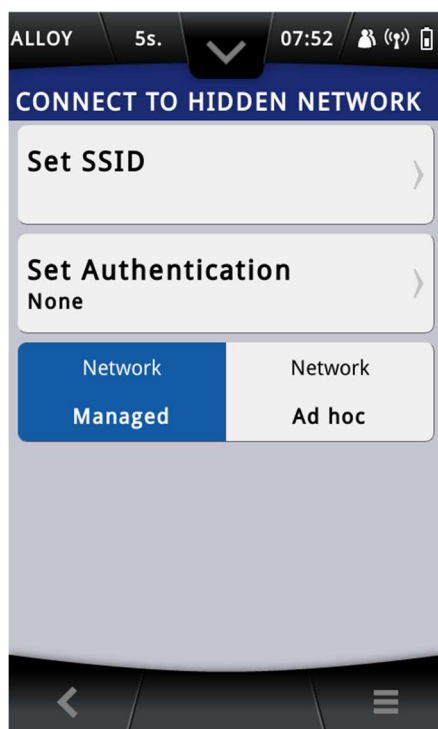 ALLOY 5s. 07:52
CONNECT TO HIDDEN NETWORK
Set SSID
Set Authentication
None
Network Network
Managed Ad hoc